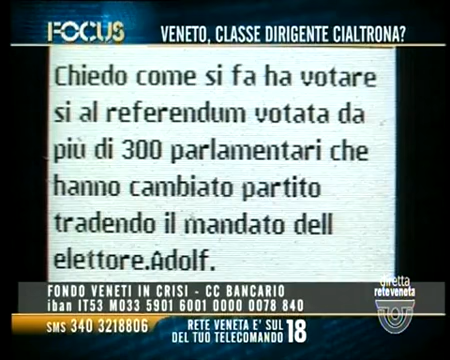 FOCUS
VENETO, CLASSE DIRIGENTE CIALTRONA?
Chiedo come si fa ha votare
si al referendum votata da
più di 300 parlamentari che
hanno cambiato partito
tradendo il mandato dell
elettore.Adolf.
FONDO VENETI IN CRISI - CC BANCARIO
iban IT53 M033 5901 6001 0000 0078 840
diretta
reteveneta
SMS 340 3218806
RETE VENETA E' SUL
DEL TUO TELECOMANDO 18